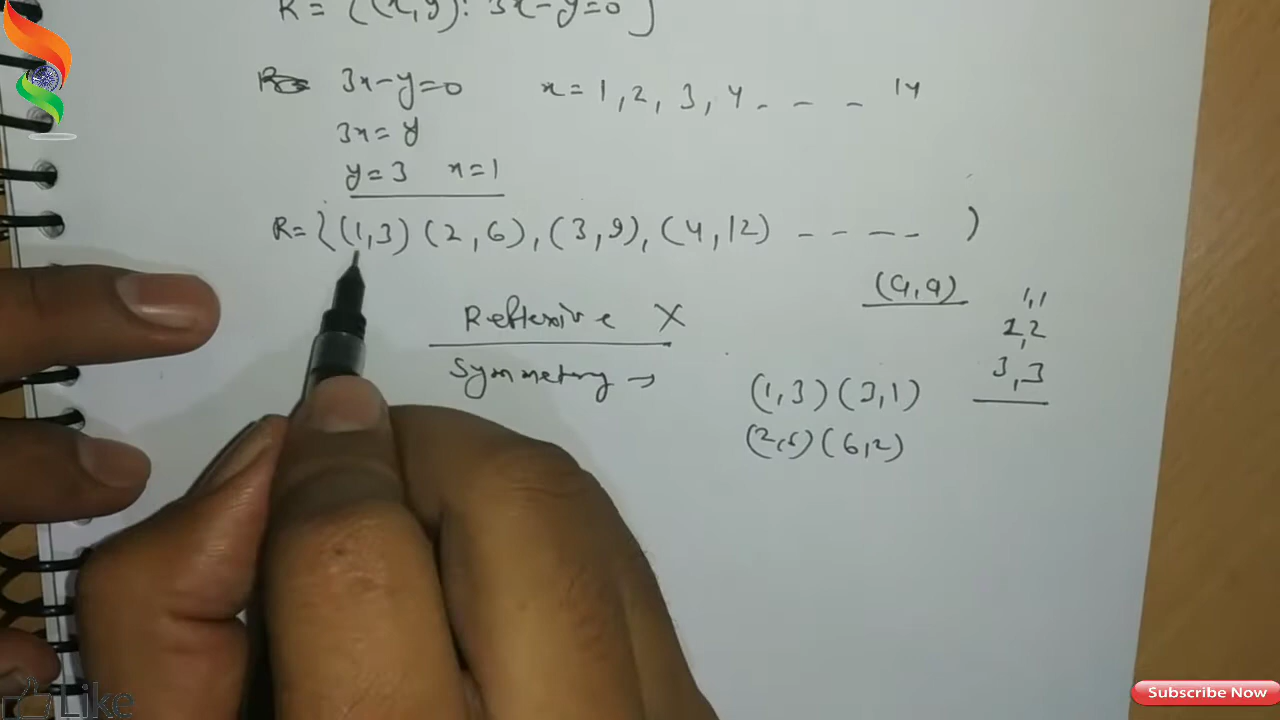 R = { (x, y) : 3x - y = 0 }
3x - y = 0 x = 1, 2, 3, 4 - - - 14
3x = y
y = 3 x = 1
R = { (1,3) (2, 6), (3, 9), (4, 12) - - - - )
(a, a)
1,1
2,2
3,3
Reflexive X
Symmetry →
(1, 3) (3, 1)
(2,6) (6,2)
Like
Subscribe Now